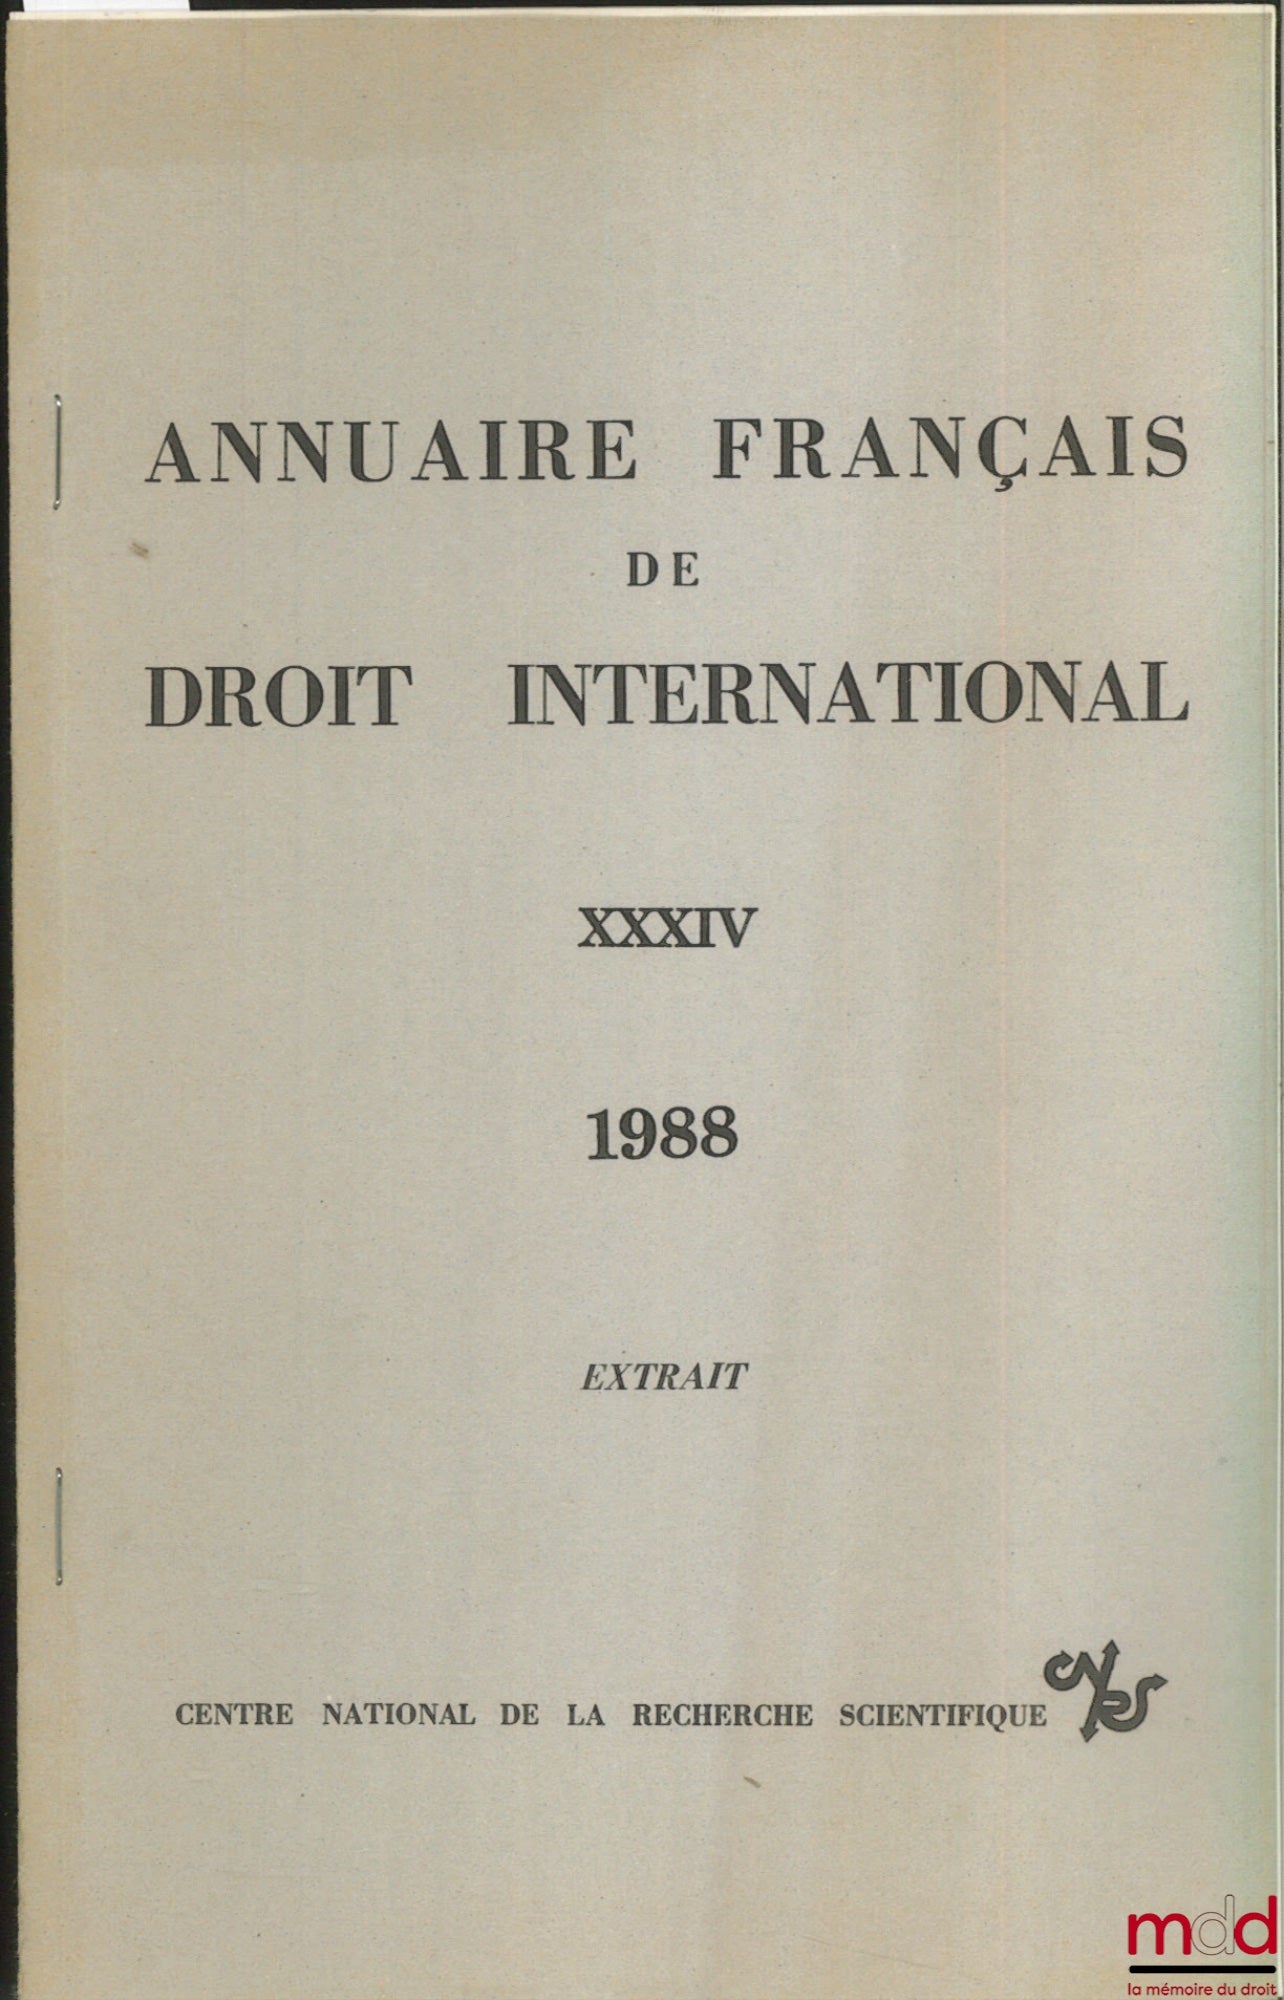 ANNUAIRE FRANÇAIS
DE
DROIT INTERNATIONAL
XXXIV
1988
EXTRAIT
CENTRE NATIONAL DE LA RECHERCHE SCIENTIFIQUE CNRS
mdd
la mémoire du droit